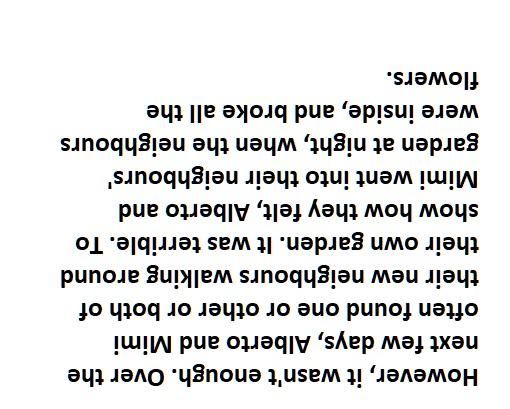 However, it wasn't enough. Over the
next few days, Alberto and Mimi
often found one or other or both of
their new neighbours walking around
their own garden. It was terrible. To
show how they felt, Alberto and
Mimi went into their neighbours'
garden at night, when the neighbours
were inside, and broke all the
flowers.